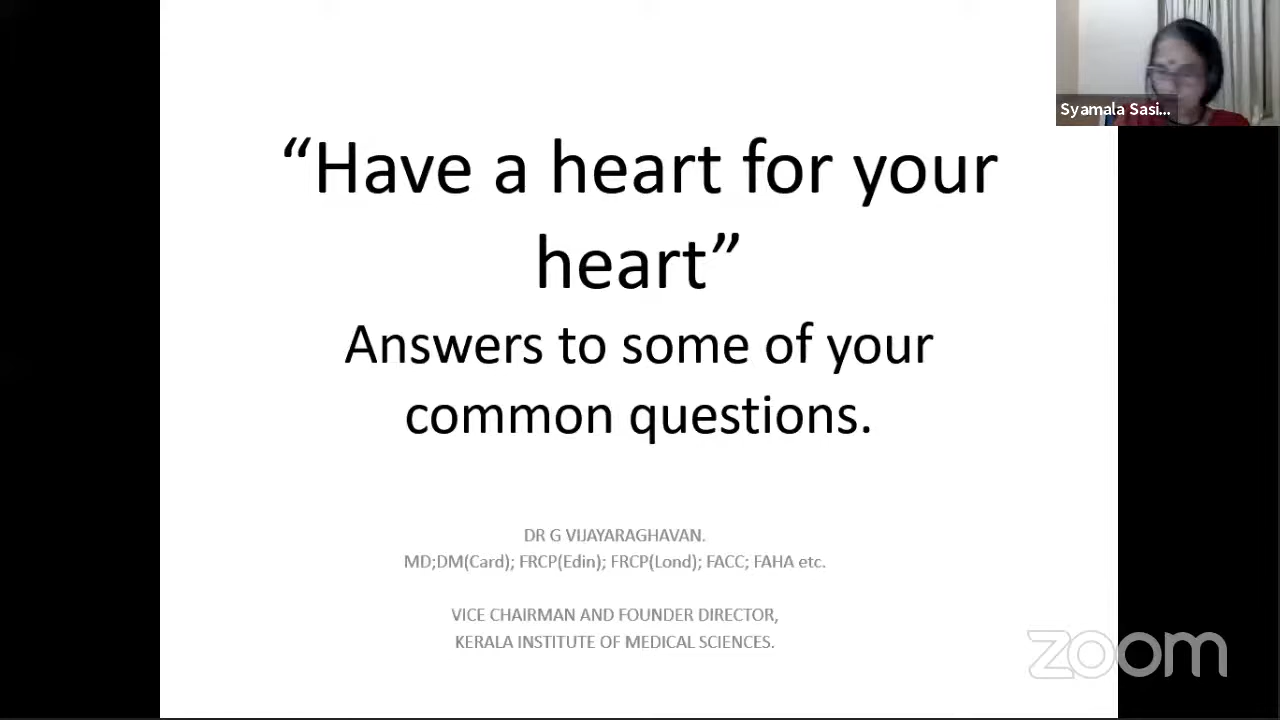 Syamala Sasi...
“Have a heart for your
heart”
Answers to some of your
common questions.
DR G VIJAYARAGHAVAN.
MD;DM(Card); FRCP(Edin); FRCP(Lond); FACC; FAHA etc.
VICE CHAIRMAN AND FOUNDER DIRECTOR,
KERALA INSTITUTE OF MEDICAL SCIENCES.
zoom